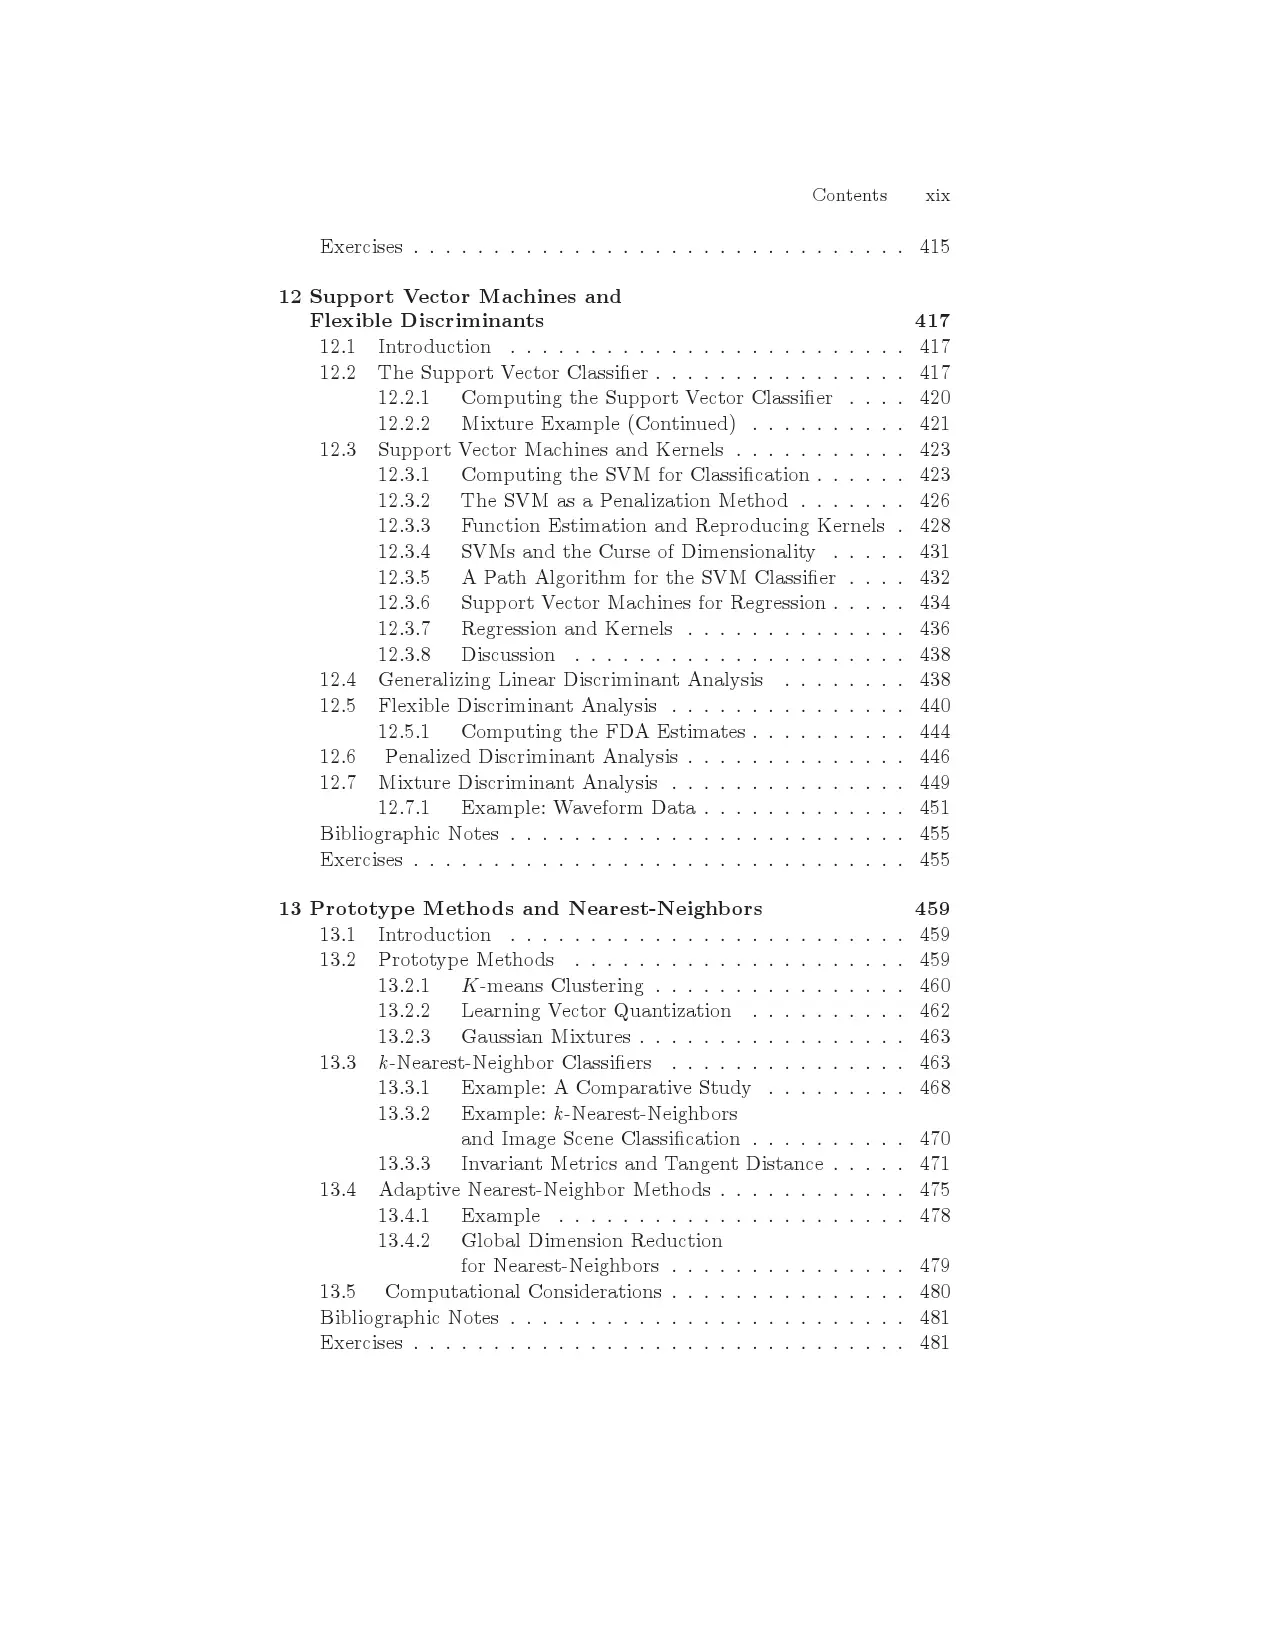 Contents xix
Exercises . . . . . . . . . . . . . . . . . . . . . . . . . . . . . . . 415
12 Support Vector Machines and
Flexible Discriminants 417
12.1 Introduction . . . . . . . . . . . . . . . . . . . . . . . . . 417
12.2 The Support Vector Classifier . . . . . . . . . . . . . . . . 417
12.2.1 Computing the Support Vector Classifier . . . . 420
12.2.2 Mixture Example (Continued) . . . . . . . . . . 421
12.3 Support Vector Machines and Kernels . . . . . . . . . . . 423
12.3.1 Computing the SVM for Classification . . . . . . 423
12.3.2 The SVM as a Penalization Method . . . . . . . 426
12.3.3 Function Estimation and Reproducing Kernels . 428
12.3.4 SVMs and the Curse of Dimensionality . . . . . 431
12.3.5 A Path Algorithm for the SVM Classifier . . . . 432
12.3.6 Support Vector Machines for Regression . . . . . 434
12.3.7 Regression and Kernels . . . . . . . . . . . . . . 436
12.3.8 Discussion . . . . . . . . . . . . . . . . . . . . . 438
12.4 Generalizing Linear Discriminant Analysis . . . . . . . . 438
12.5 Flexible Discriminant Analysis . . . . . . . . . . . . . . . 440
12.5.1 Computing the FDA Estimates . . . . . . . . . . 444
12.6 Penalized Discriminant Analysis . . . . . . . . . . . . . . 446
12.7 Mixture Discriminant Analysis . . . . . . . . . . . . . . . 449
12.7.1 Example: Waveform Data . . . . . . . . . . . . . 451
Bibliographic Notes . . . . . . . . . . . . . . . . . . . . . . . . . 455
Exercises . . . . . . . . . . . . . . . . . . . . . . . . . . . . . . . 455
13 Prototype Methods and Nearest-Neighbors 459
13.1 Introduction . . . . . . . . . . . . . . . . . . . . . . . . . 459
13.2 Prototype Methods . . . . . . . . . . . . . . . . . . . . . 459
13.2.1 K-means Clustering . . . . . . . . . . . . . . . . 460
13.2.2 Learning Vector Quantization . . . . . . . . . . 462
13.2.3 Gaussian Mixtures . . . . . . . . . . . . . . . . . 463
13.3 k-Nearest-Neighbor Classifiers . . . . . . . . . . . . . . . 463
13.3.1 Example: A Comparative Study . . . . . . . . . 468
13.3.2 Example: k-Nearest-Neighbors
and Image Scene Classification . . . . . . . . . . 470
13.3.3 Invariant Metrics and Tangent Distance . . . . . 471
13.4 Adaptive Nearest-Neighbor Methods . . . . . . . . . . . . 475
13.4.1 Example . . . . . . . . . . . . . . . . . . . . . . 478
13.4.2 Global Dimension Reduction
for Nearest-Neighbors . . . . . . . . . . . . . . . 479
13.5 Computational Considerations . . . . . . . . . . . . . . . 480
Bibliographic Notes . . . . . . . . . . . . . . . . . . . . . . . . . 481
Exercises . . . . . . . . . . . . . . . . . . . . . . . . . . . . . . . 481